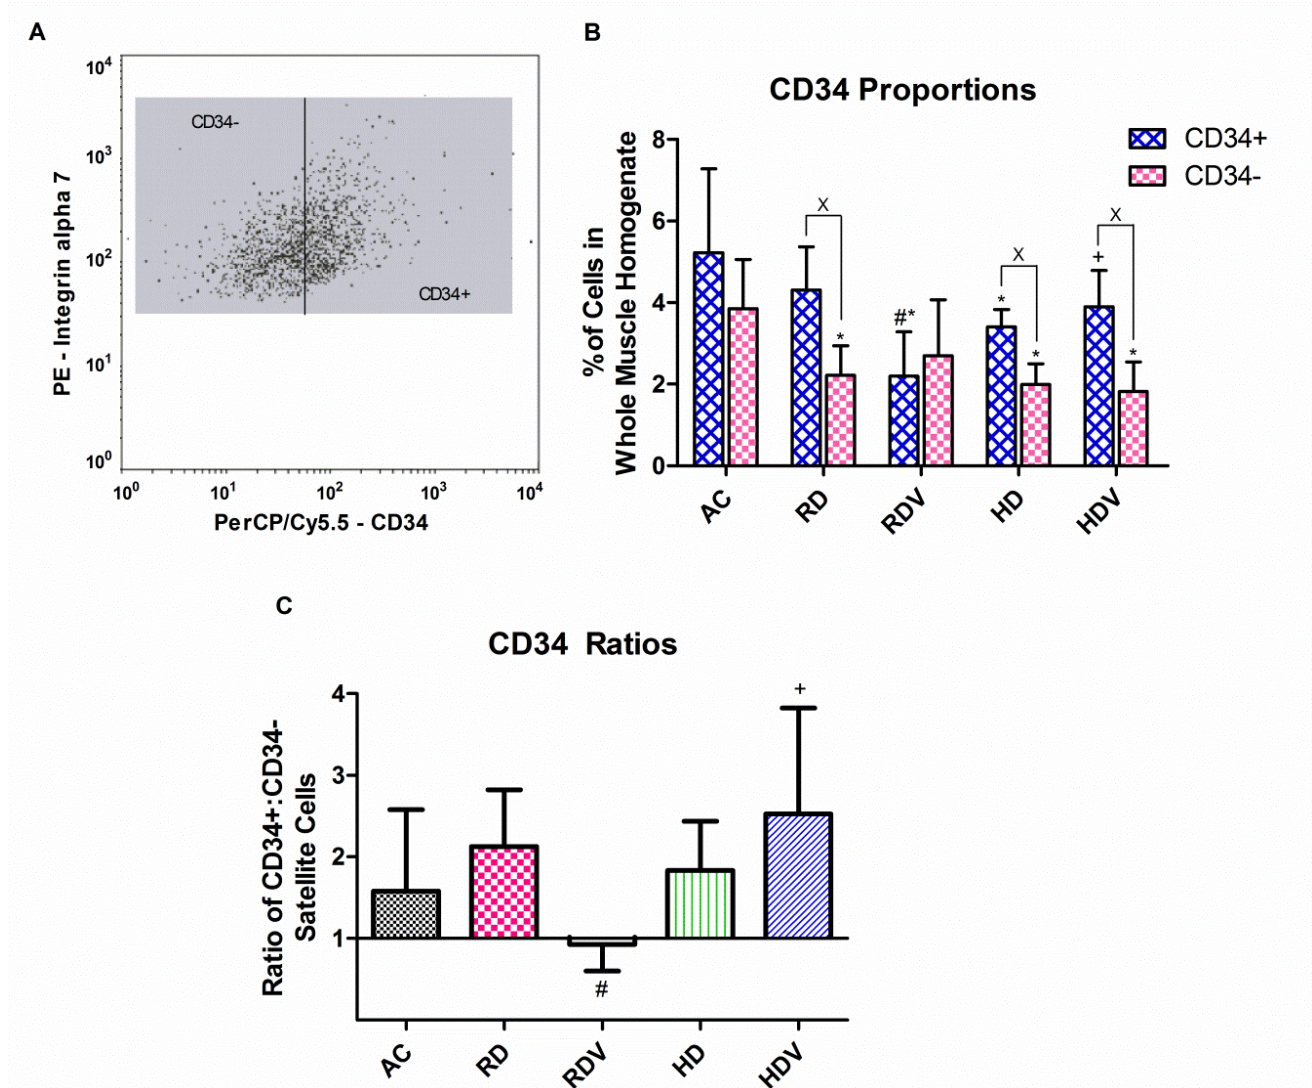 A
10⁴
10³
10²
10¹
10⁰
PE - Integrin alpha 7
CD34-
CD34+
10⁰ 10¹ 10² 10³ 10⁴
PerCP/Cy5.5 - CD34
B
CD34 Proportions
CD34+
CD34-
% of Cells in
Whole Muscle Homogenate
8
6
4
2
0
X
*
#*
X
*
*
X
+
*
AC RD RDV HD HDV
C
CD34 Ratios
Ratio of CD34+:CD34-
Satellite Cells
4
3
2
1
+
#
AC RD RDV HD HDV